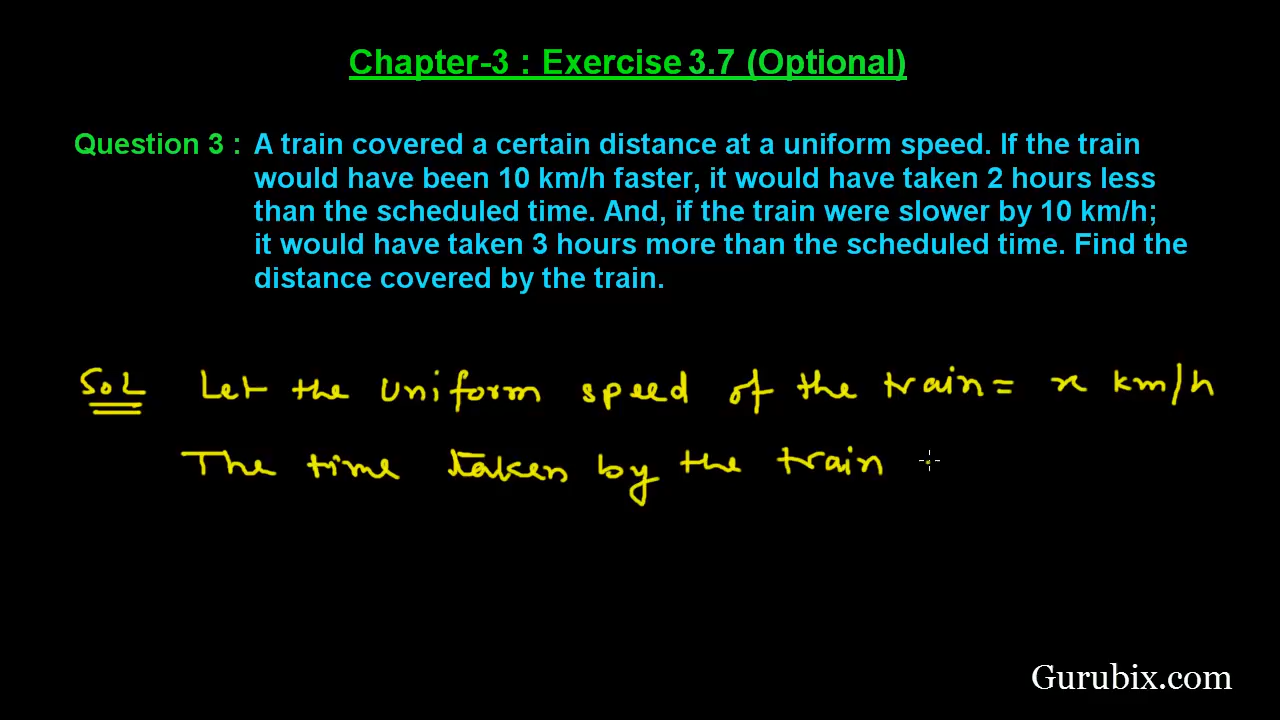 Chapter-3 : Exercise 3.7 (Optional)
Question 3 : A train covered a certain distance at a uniform speed. If the train
would have been 10 km/h faster, it would have taken 2 hours less
than the scheduled time. And, if the train were slower by 10 km/h;
it would have taken 3 hours more than the scheduled time. Find the
distance covered by the train.
Sol Let the uniform speed of the train = x km/h
The time taken by the train
Gurubix.com